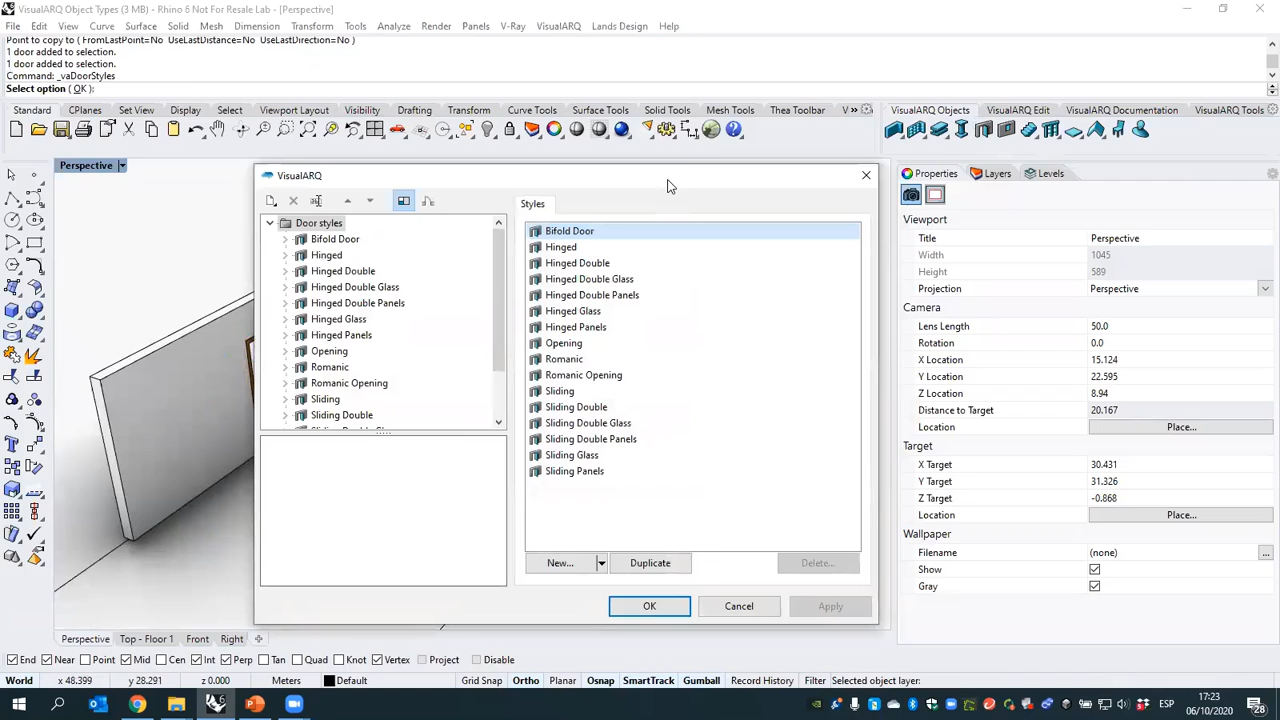 VisualARQ Object Types (3 MB) - Rhino 6 Not For Resale Lab - [Perspective]
File Edit View Curve Surface Solid Mesh Dimension Transform Tools Analyze Render Panels V-Ray VisualARQ Lands Design Help
Point to copy to ( FromLastPoint=No UseLastDistance=No UseLastDirection=No )
1 door added to selection.
1 door added to selection.
Command: _vaDoorStyles
Select option ( OK ):
Standard CPlanes Set View Display Select Viewport Layout Visibility Drafting Transform Curve Tools Surface Tools Solid Tools Mesh Tools Thea Toolbar V »
VisualARQ Objects VisualARQ Edit VisualARQ Documentation VisualARQ Tools
Perspective
VisualARQ
Styles
Door styles
Bifold Door
Hinged
Hinged Double
Hinged Double Glass
Hinged Double Panels
Hinged Glass
Hinged Panels
Opening
Romanic
Romanic Opening
Sliding
Sliding Double
Bifold Door
Hinged
Hinged Double
Hinged Double Glass
Hinged Double Panels
Hinged Glass
Hinged Panels
Opening
Romanic
Romanic Opening
Sliding
Sliding Double
Sliding Double Glass
Sliding Double Panels
Sliding Glass
Sliding Panels
New... Duplicate Delete...
OK Cancel Apply
Properties Layers Levels
Viewport
Title Perspective
Width 1045
Height 589
Projection Perspective
Camera
Lens Length 50.0
Rotation 0.0
X Location 15.124
Y Location 22.595
Z Location 8.94
Distance to Target 20.167
Location Place...
Target
X Target 30.431
Y Target 31.326
Z Target -0.868
Location Place...
Wallpaper
Filename (none) ...
Show
Gray
Perspective Top - Floor 1 Front Right
End Near Point Mid Cen Int Perp Tan Quad Knot Vertex Project Disable
World x 48.399 y 28.291 z Meters Default Grid Snap Ortho Planar Osnap SmartTrack Gumball Record History Filter Selected object layer:
ESP
17:23
06/10/2020
28